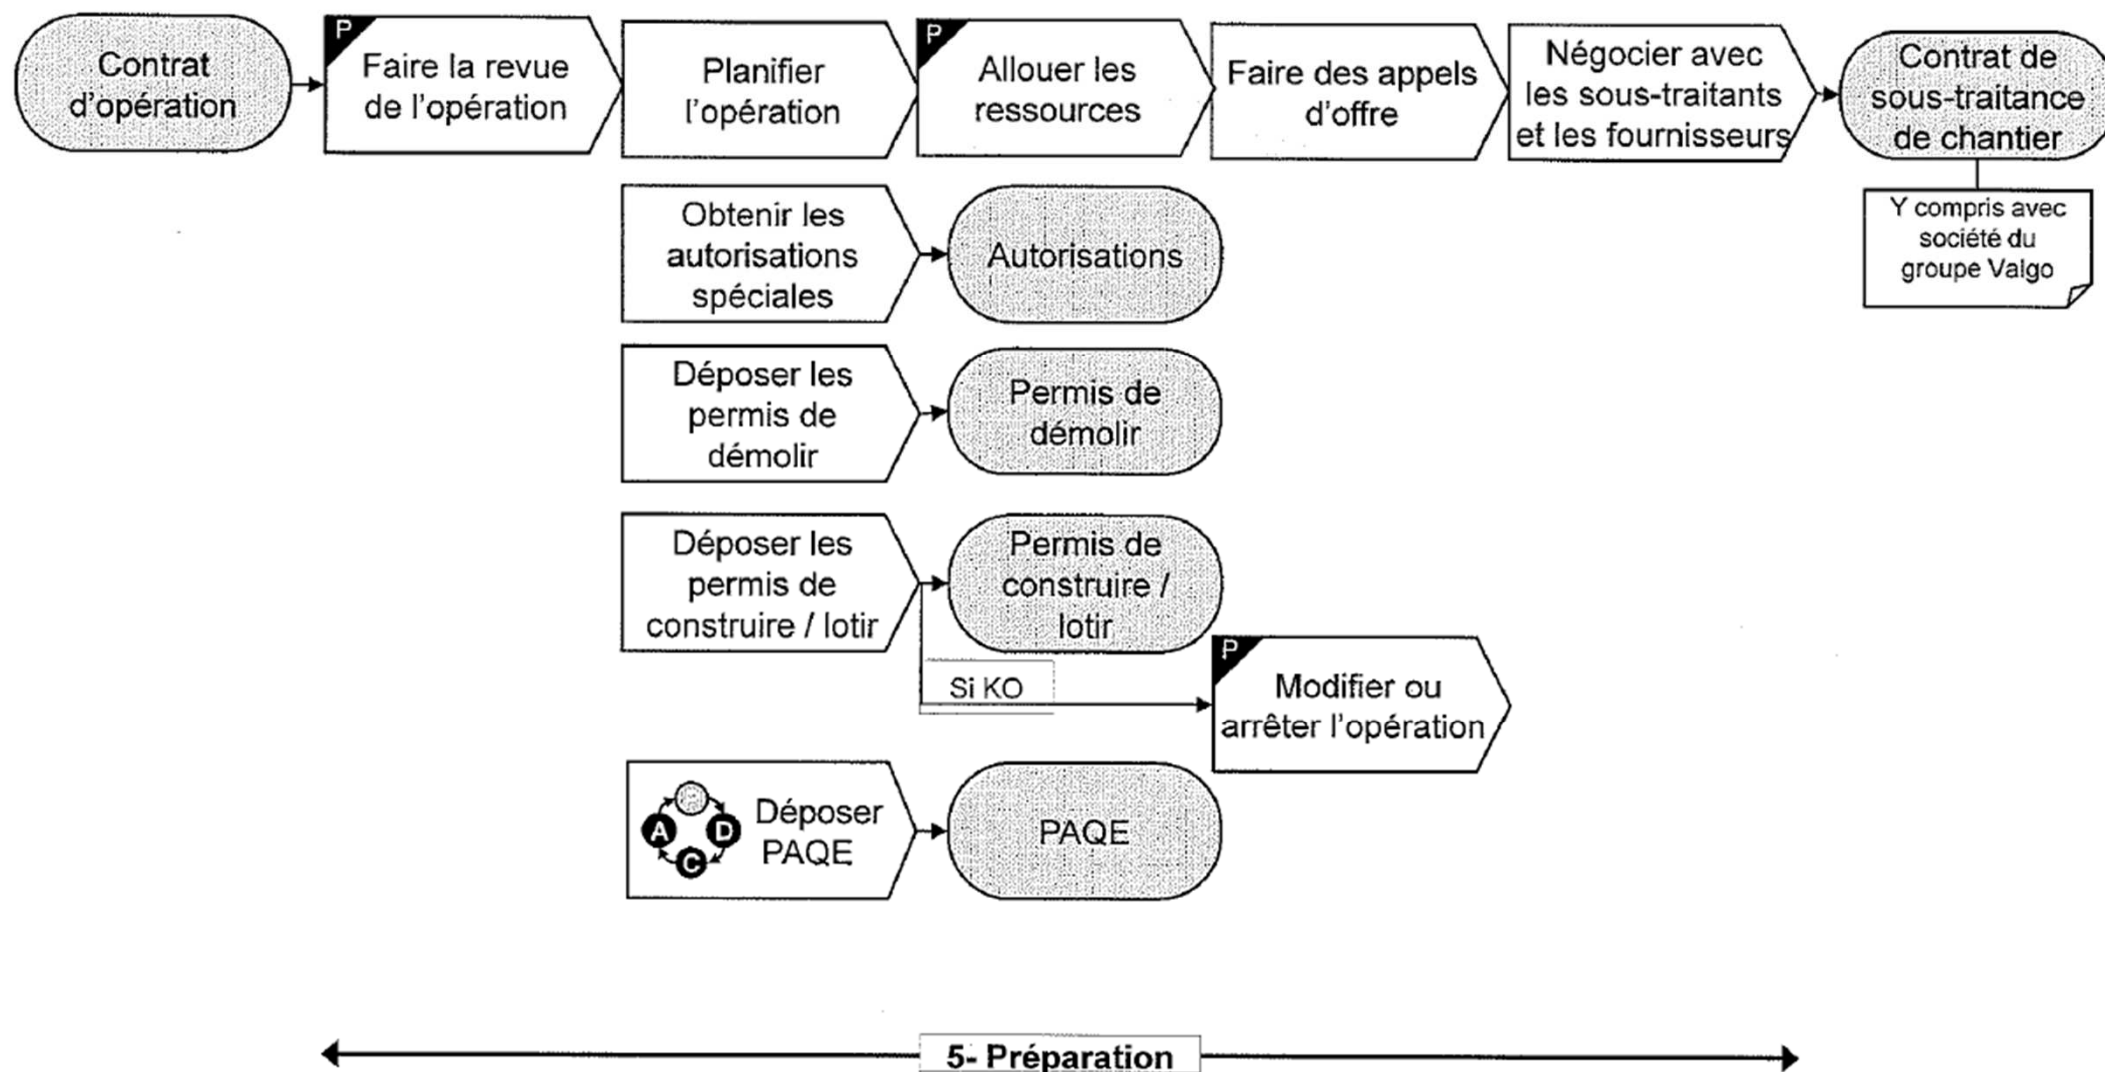 Contrat
d'opération
P
Faire la revue
de l'opération
Planifier
l'opération
P
Allouer les
ressources
Faire des appels
d'offre
Négocier avec
les sous-traitants
et les fournisseurs
Contrat de
sous-traitance
de chantier
Y compris avec
société du
groupe Valgo
Obtenir les
autorisations
spéciales
Autorisations
Déposer les
permis de
démolir
Permis de
démolir
Déposer les
permis de
construire / lotir
Permis de
construire /
lotir
Si KO
P
Modifier ou
arrêter l'opération
A
D
C
Déposer
PAQE
PAQE
5- Préparation